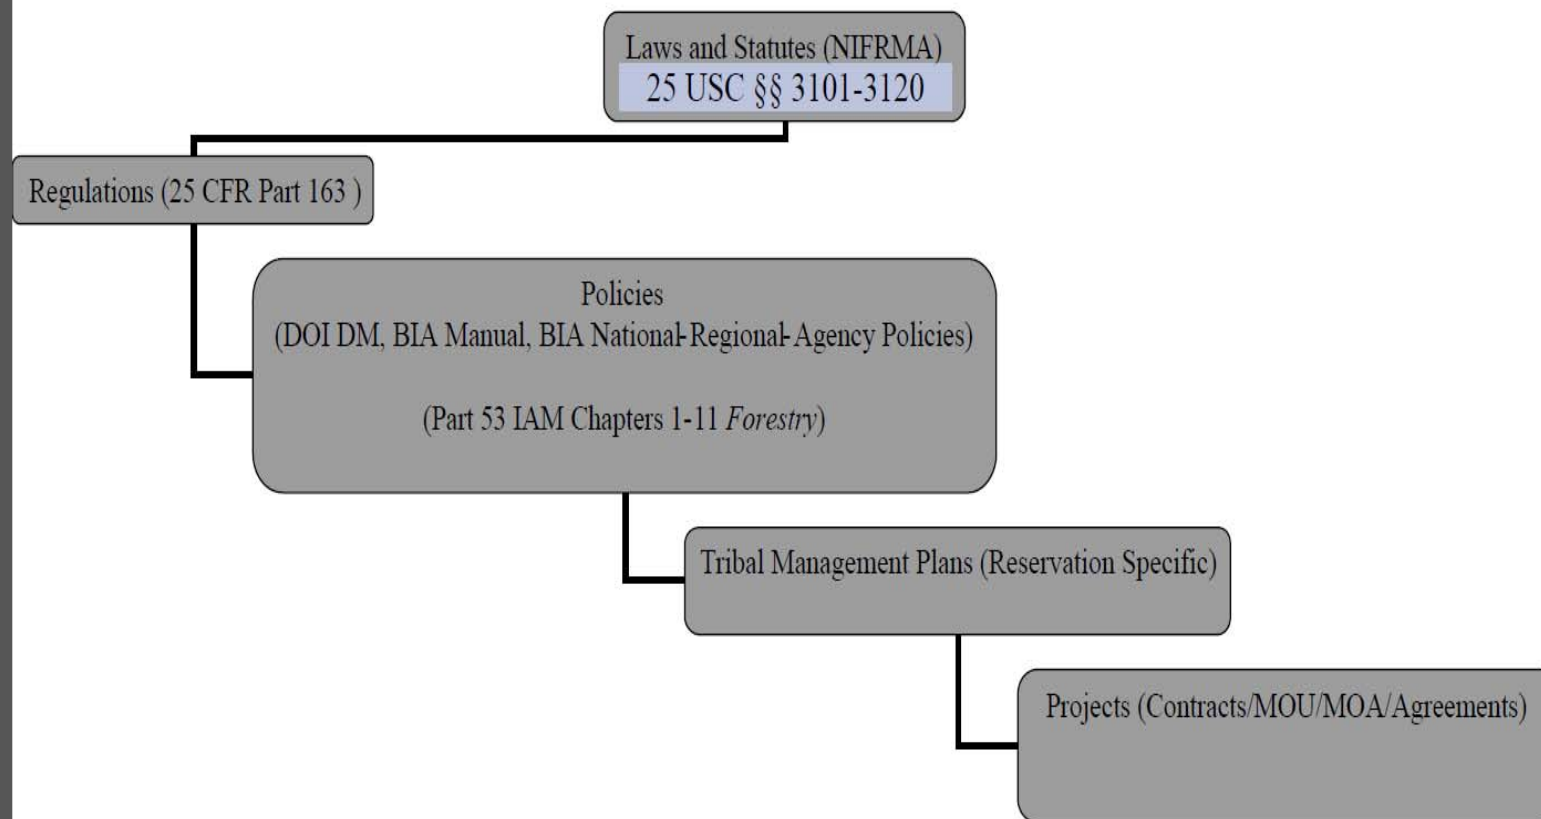 Laws and Statutes (NIFRMA)
25 USC §§ 3101-3120
Regulations (25 CFR Part 163 )
Policies
(DOI DM, BIA Manual, BIA National-Regional-Agency Policies)
(Part 53 IAM Chapters 1-11 Forestry)
Tribal Management Plans (Reservation Specific)
Projects (Contracts/MOU/MOA/Agreements)